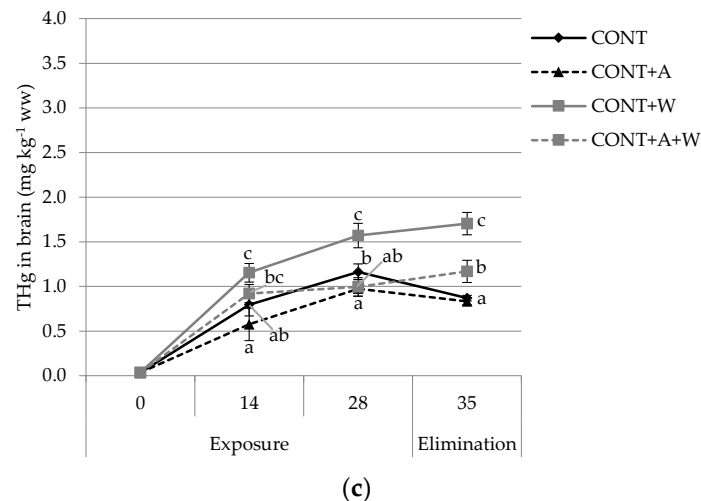 4.0
3.5
3.0
2.5
2.0
1.5
1.0
0.5
0.0
THg in brain (mg kg⁻¹ ww)
CONT
CONT+A
CONT+W
CONT+A+W
c
bc
ab
a
c
b
ab
a
c
b
a
0 14 28 35
Exposure Elimination
(c)